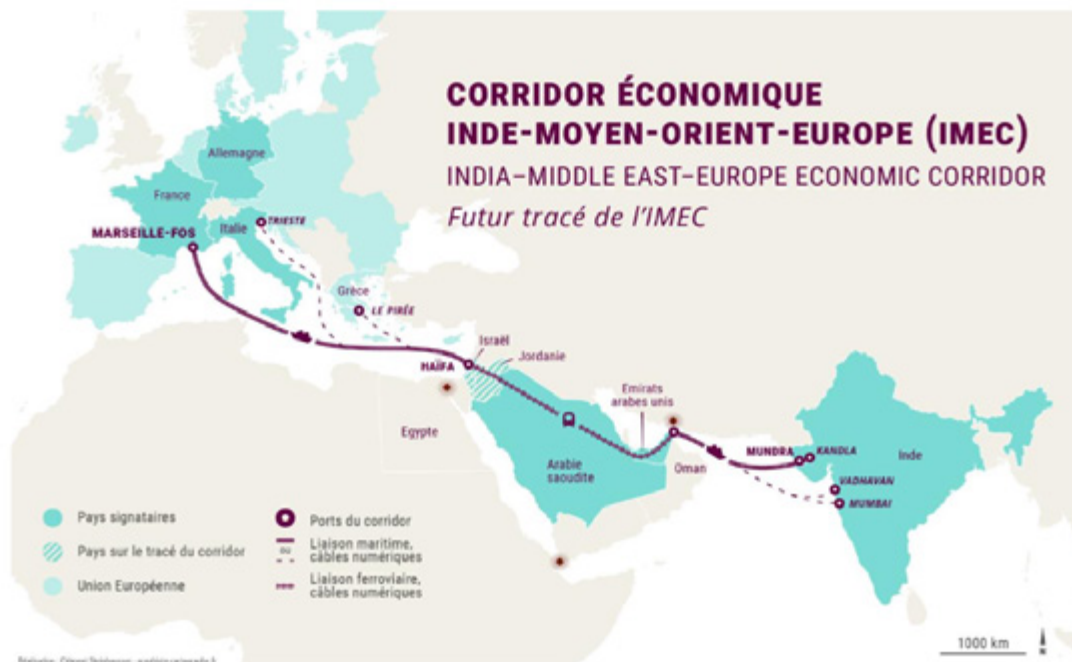 CORRIDOR ÉCONOMIQUE
INDE-MOYEN-ORIENT-EUROPE (IMEC)
INDIA–MIDDLE EAST–EUROPE ECONOMIC CORRIDOR
Futur tracé de l'IMEC
Allemagne
France
Italie
TRIESTE
MARSEILLE-FOS
Grèce
LE PIRÉE
Israël
Jordanie
HAÏFA
Emirats
arabes unis
Egypte
Arabie
saoudite
Oman
MUNDRA
KANDLA
Inde
VADHAVAN
MUMBAI
Pays signataires
Pays sur le tracé du corridor
Union Européenne
Ports du corridor
ou
Liaison maritime,
câbles numériques
Liaison ferroviaire,
câbles numériques
1000 km
N